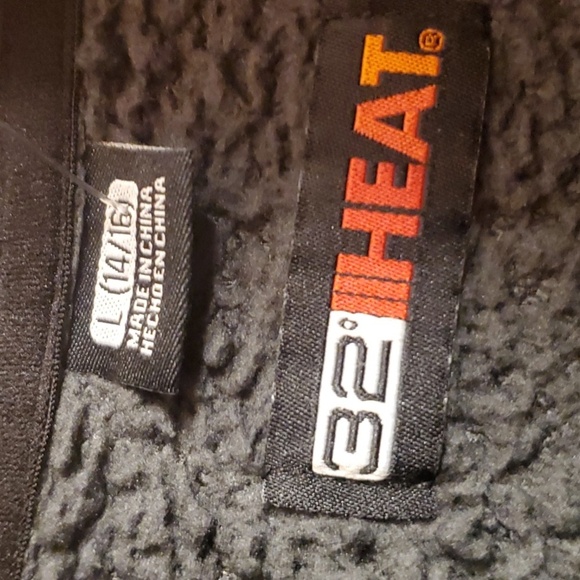 L (14/16)
MADE IN CHINA
HECHO EN CHINA
32° HEAT®